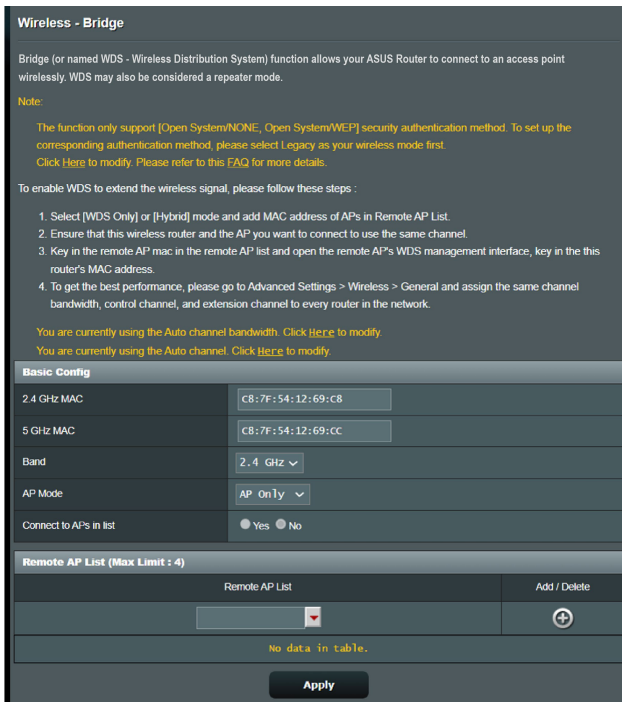 Wireless - Bridge
Bridge (or named WDS - Wireless Distribution System) function allows your ASUS Router to connect to an access point
wirelessly. WDS may also be considered a repeater mode.
Note:
The function only support [Open System/NONE, Open System/WEP] security authentication method. To set up the
corresponding authentication method, please select Legacy as your wireless mode first.
Click Here to modify. Please refer to this FAQ for more details.
To enable WDS to extend the wireless signal, please follow these steps :
1. Select [WDS Only] or [Hybrid] mode and add MAC address of APs in Remote AP List.
2. Ensure that this wireless router and the AP you want to connect to use the same channel.
3. Key in the remote AP mac in the remote AP list and open the remote AP's WDS management interface, key in the this
router's MAC address.
4. To get the best performance, please go to Advanced Settings > Wireless > General and assign the same channel
bandwidth, control channel, and extension channel to every router in the network.
You are currently using the Auto channel bandwidth. Click Here to modify.
You are currently using the Auto channel. Click Here to modify.
Basic Config
2.4 GHz MAC C8:7F:54:12:69:C8
5 GHz MAC C8:7F:54:12:69:CC
Band 2.4 GHz
AP Mode AP Only
Connect to APs in list Yes No
Remote AP List (Max Limit : 4)
Remote AP List Add / Delete
No data in table.
Apply